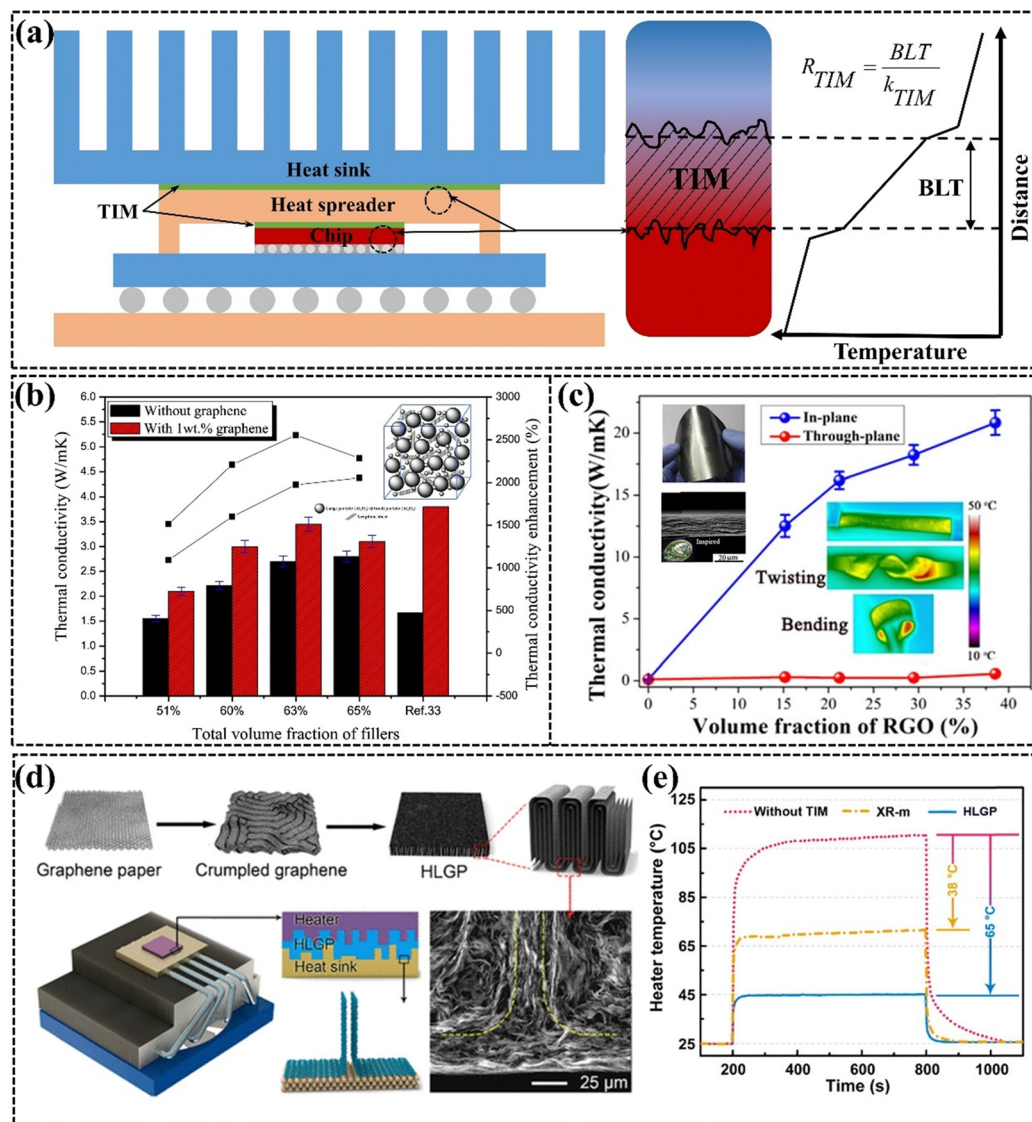 (a)
Heat sink
TIM
Heat spreader
Chip
TIM
R_TIM = BLT / k_TIM
BLT
Distance
Temperature
(b)
Thermal conductivity (W/mK)
6.0
5.5
5.0
4.5
4.0
3.5
3.0
2.5
2.0
1.5
1.0
0.5
0.0
Without graphene
With 1wt.% graphene
3000
2500
2000
1500
1000
500
0
-500
Thermal conductivity enhancement (%)
51% 60% 63% 65% Ref.33
Total volume fraction of fillers
(c)
Thermal conductivity(W/mK)
20
15
10
5
0
In-plane
Through-plane
Inspired
20 μm
Twisting
Bending
50 °C
10 °C
0 5 10 15 20 25 30 35 40
Volume fraction of RGO (%)
(d)
Graphene paper
Crumpled graphene
HLGP
Heater
HLGP
Heat sink
25 μm
(e)
Heater temperature (°C)
125
105
85
65
45
25
Without TIM XR-m HLGP
38 °C
65 °C
200 400 600 800 1000
Time (s)